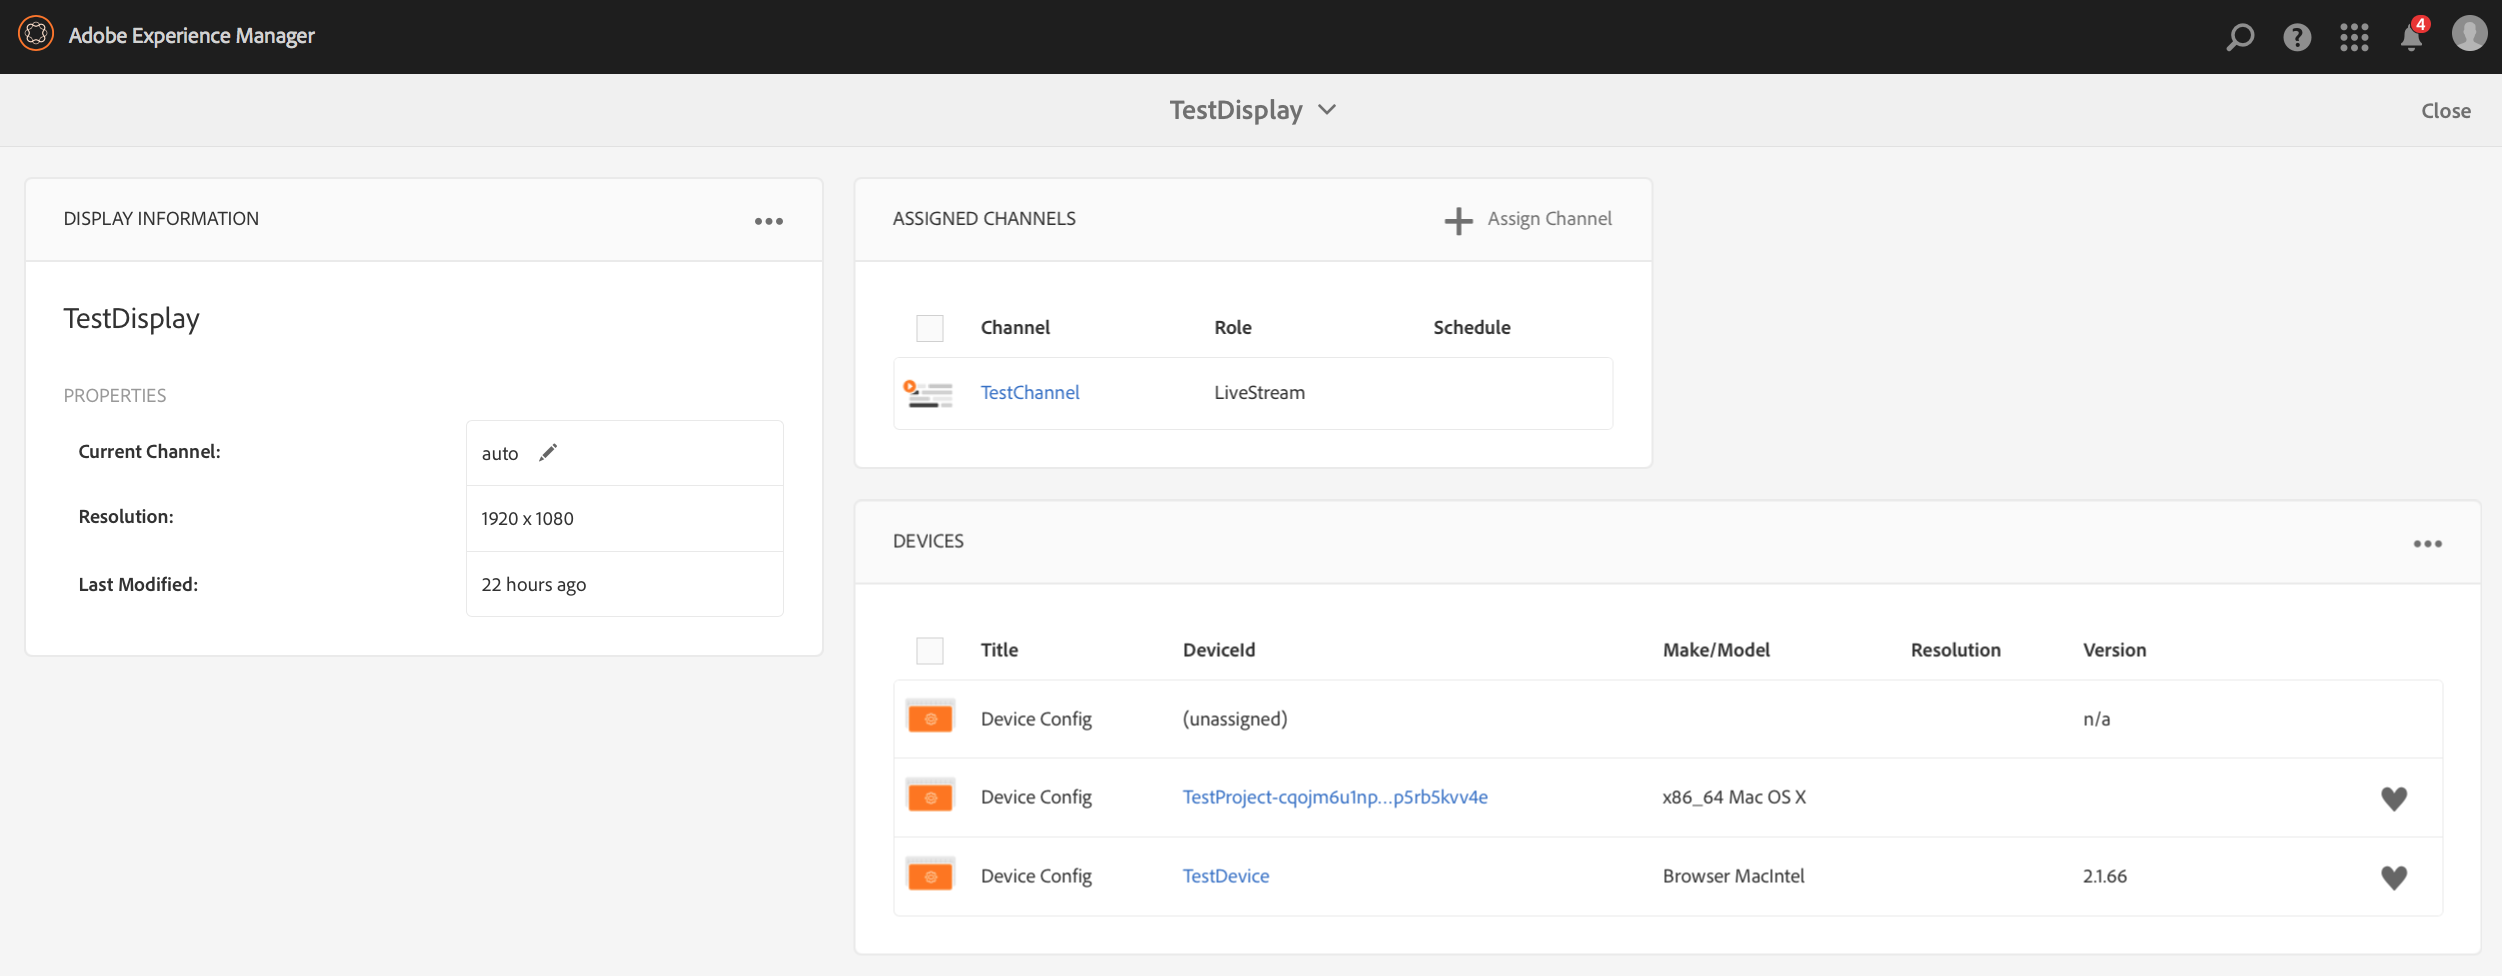 Adobe Experience Manager
4
TestDisplay
Close
DISPLAY INFORMATION
TestDisplay
PROPERTIES
Current Channel: auto
Resolution: 1920 x 1080
Last Modified: 22 hours ago
ASSIGNED CHANNELS
Assign Channel
Channel Role Schedule
TestChannel LiveStream
DEVICES
Title DeviceId Make/Model Resolution Version
Device Config (unassigned) n/a
Device Config TestProject-cqojm6u1np...p5rb5kvv4e x86_64 Mac OS X
Device Config TestDevice Browser MacIntel 2.1.66